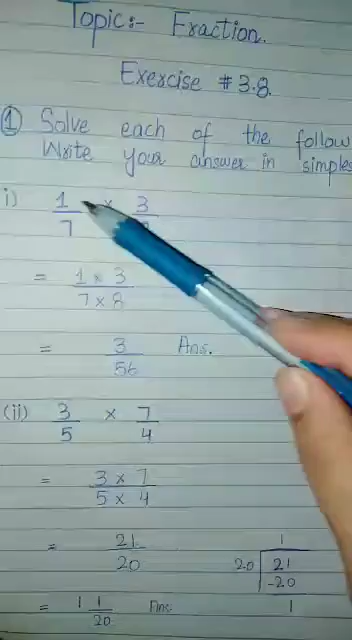 Topic:- Fraction.
Exercise # 3.8.
① Solve each of the follow
Write your answer in simples
i) 1/7 × 3/
= 1 × 3 / 7 × 8
= 3/56 Ans.
(ii) 3/5 × 7/4
= 3 × 7 / 5 × 4
= 21/20
1
20 21
-20
1
= 1 1/20 Ans